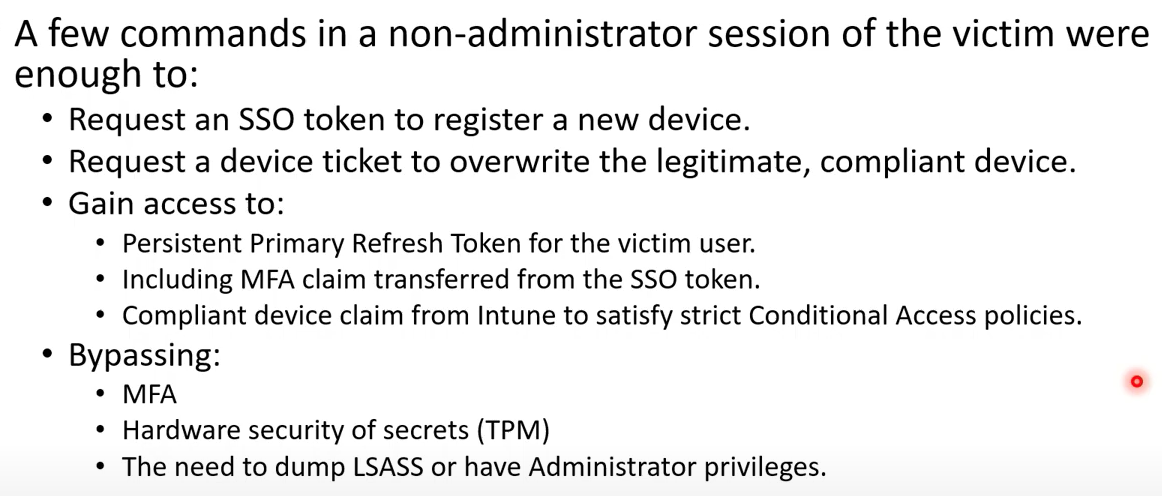 A few commands in a non-administrator session of the victim were
enough to:
• Request an SSO token to register a new device.
• Request a device ticket to overwrite the legitimate, compliant device.
• Gain access to:
• Persistent Primary Refresh Token for the victim user.
• Including MFA claim transferred from the SSO token.
• Compliant device claim from Intune to satisfy strict Conditional Access policies.
• Bypassing:
• MFA
• Hardware security of secrets (TPM)
• The need to dump LSASS or have Administrator privileges.